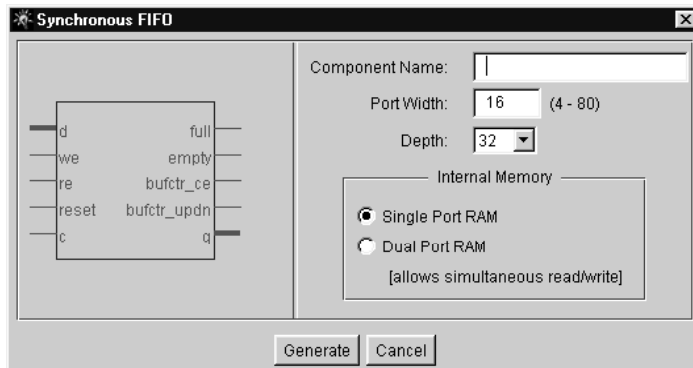 Synchronous FIFO
d
we
re
reset
c
full
empty
bufctr_ce
bufctr_updn
q
Component Name:
Port Width: 16 (4 - 80)
Depth: 32
Internal Memory
Single Port RAM
Dual Port RAM
[allows simultaneous read/write]
Generate Cancel